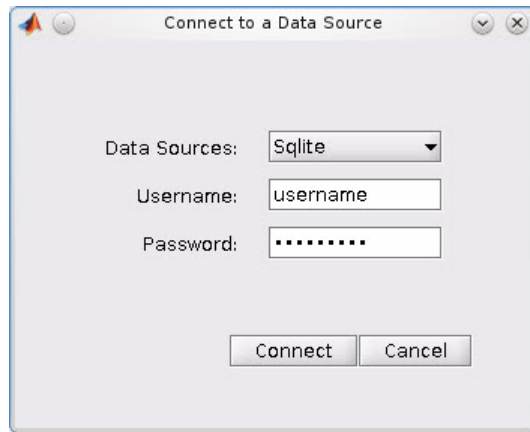 Connect to a Data Source
Data Sources: Sqlite
Username: username
Password: •••••••••
Connect Cancel